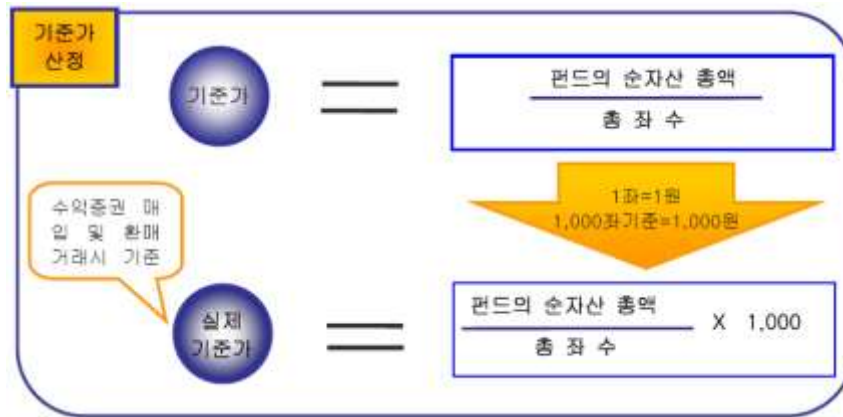 기준가
산정
기준가
펀드의 순자산 총액
총 좌 수
1좌=1원
1,000좌기준=1,000원
수익증권 매
입 및 환매
거래시 기준
실제
기준가
펀드의 순자산 총액
X 1,000
총 좌 수